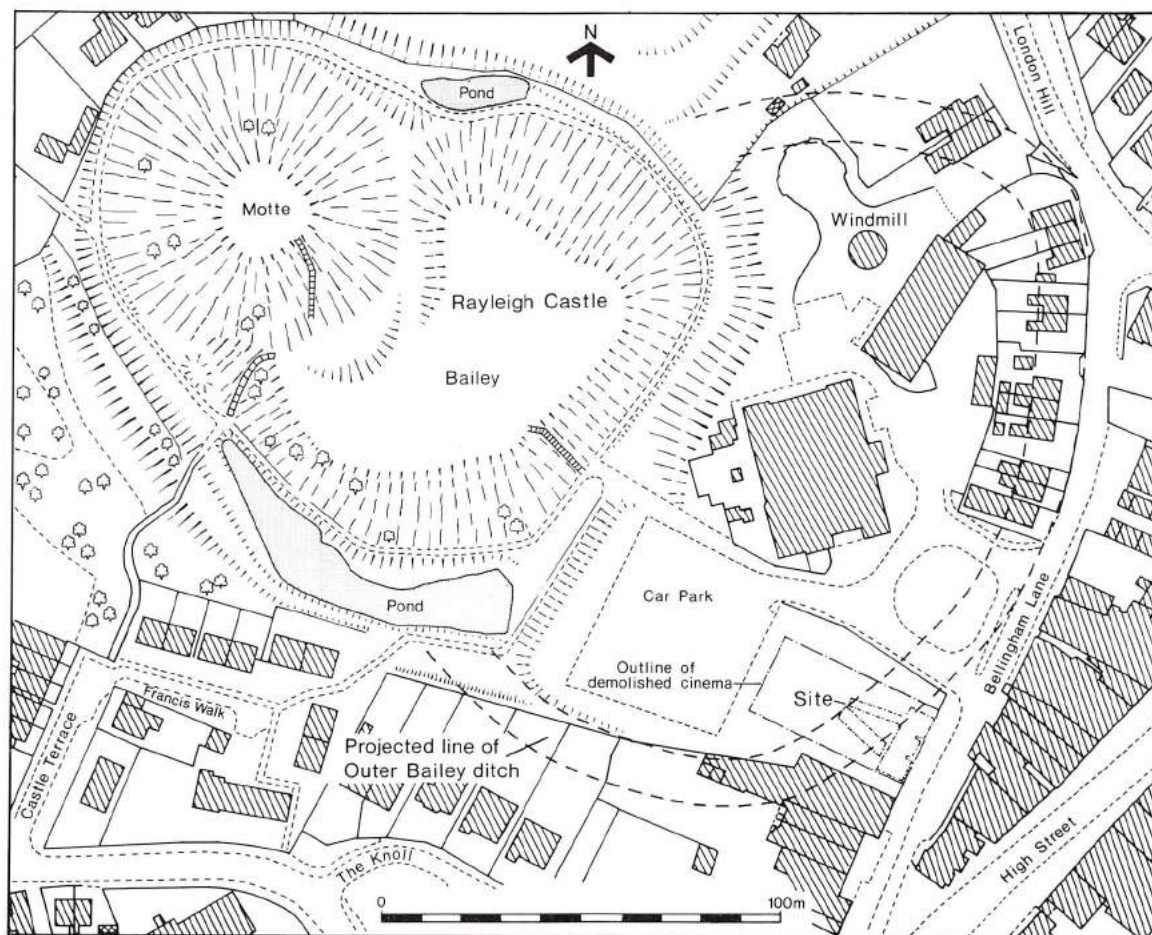 N
London Hill
Pond
Motte
Windmill
Rayleigh Castle
Bailey
Car Park
Pond
Outline of
demolished cinema
Site
Bellingham Lane
Francis Walk
Castle Terrace
Projected line of
Outer Bailey ditch
The Knoll
High Street
0
100m